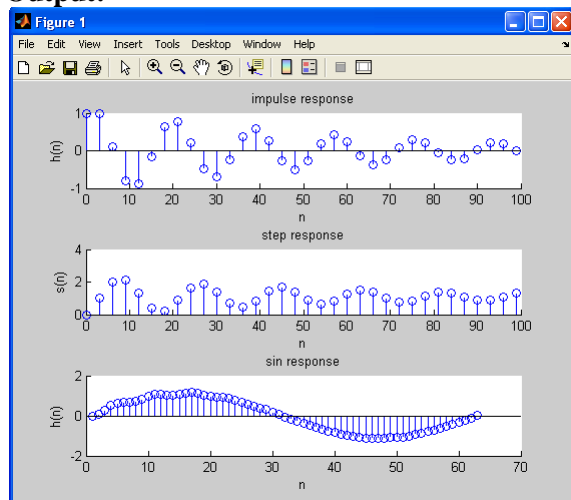 Output:
Figure 1
File Edit View Insert Tools Desktop Window Help
impulse response
1
0
-1
h(n)
0 10 20 30 40 50 60 70 80 90 100
n
step response
4
2
0
s(n)
0 10 20 30 40 50 60 70 80 90 100
n
sin response
2
0
-2
h(n)
0 10 20 30 40 50 60 70
n